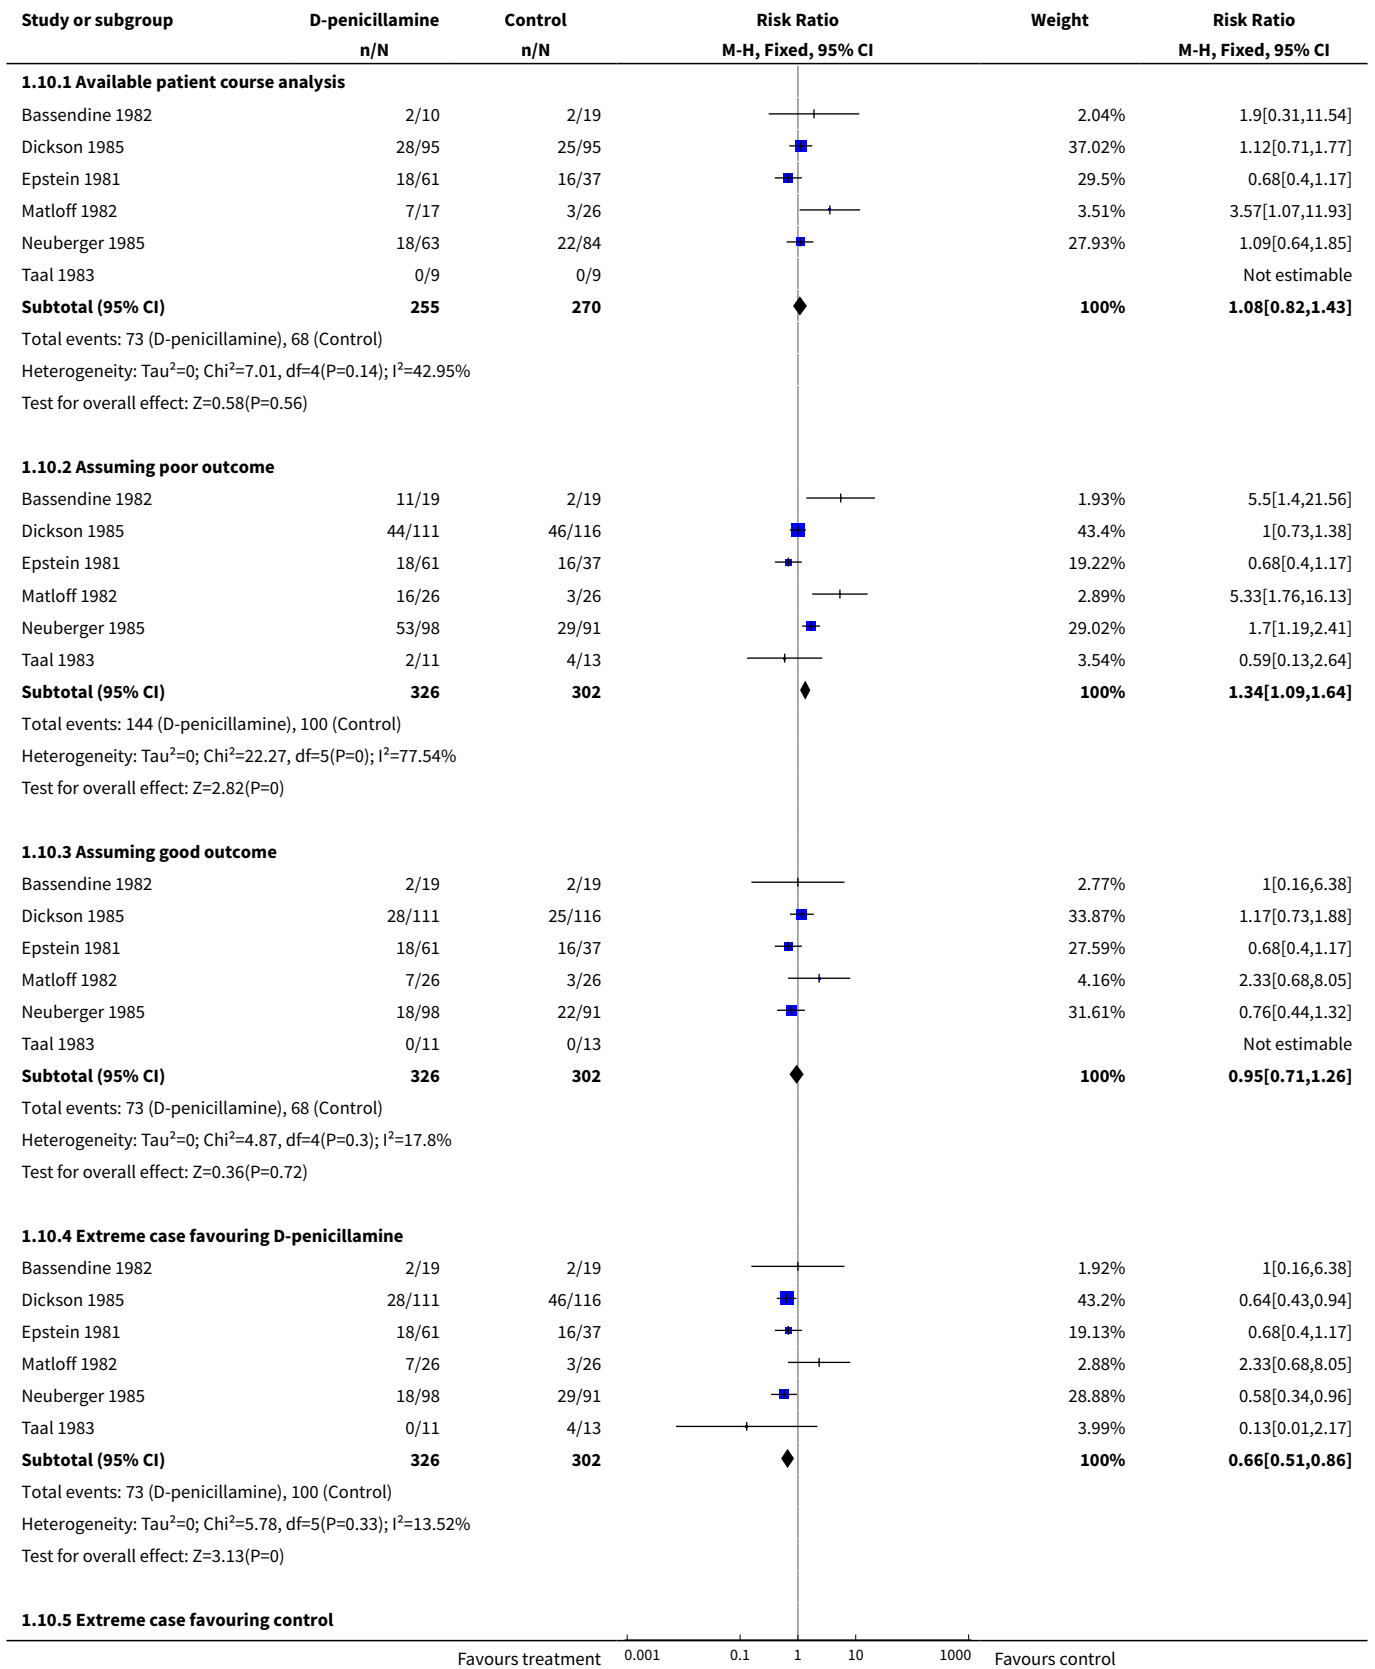 Study or subgroup D-penicillamine Control Risk Ratio Weight Risk Ratio
n/N n/N M-H, Fixed, 95% CI M-H, Fixed, 95% CI
1.10.1 Available patient course analysis
Bassendine 1982 2/10 2/19 2.04% 1.9[0.31,11.54]
Dickson 1985 28/95 25/95 37.02% 1.12[0.71,1.77]
Epstein 1981 18/61 16/37 29.5% 0.68[0.4,1.17]
Matloff 1982 7/17 3/26 3.51% 3.57[1.07,11.93]
Neuberger 1985 18/63 22/84 27.93% 1.09[0.64,1.85]
Taal 1983 0/9 0/9 Not estimable
Subtotal (95% CI) 255 270 100% 1.08[0.82,1.43]
Total events: 73 (D-penicillamine), 68 (Control)
Heterogeneity: Tau²=0; Chi²=7.01, df=4(P=0.14); I²=42.95%
Test for overall effect: Z=0.58(P=0.56)
1.10.2 Assuming poor outcome
Bassendine 1982 11/19 2/19 1.93% 5.5[1.4,21.56]
Dickson 1985 44/111 46/116 43.4% 1[0.73,1.38]
Epstein 1981 18/61 16/37 19.22% 0.68[0.4,1.17]
Matloff 1982 16/26 3/26 2.89% 5.33[1.76,16.13]
Neuberger 1985 53/98 29/91 29.02% 1.7[1.19,2.41]
Taal 1983 2/11 4/13 3.54% 0.59[0.13,2.64]
Subtotal (95% CI) 326 302 100% 1.34[1.09,1.64]
Total events: 144 (D-penicillamine), 100 (Control)
Heterogeneity: Tau²=0; Chi²=22.27, df=5(P=0); I²=77.54%
Test for overall effect: Z=2.82(P=0)
1.10.3 Assuming good outcome
Bassendine 1982 2/19 2/19 2.77% 1[0.16,6.38]
Dickson 1985 28/111 25/116 33.87% 1.17[0.73,1.88]
Epstein 1981 18/61 16/37 27.59% 0.68[0.4,1.17]
Matloff 1982 7/26 3/26 4.16% 2.33[0.68,8.05]
Neuberger 1985 18/98 22/91 31.61% 0.76[0.44,1.32]
Taal 1983 0/11 0/13 Not estimable
Subtotal (95% CI) 326 302 100% 0.95[0.71,1.26]
Total events: 73 (D-penicillamine), 68 (Control)
Heterogeneity: Tau²=0; Chi²=4.87, df=4(P=0.3); I²=17.8%
Test for overall effect: Z=0.36(P=0.72)
1.10.4 Extreme case favouring D-penicillamine
Bassendine 1982 2/19 2/19 1.92% 1[0.16,6.38]
Dickson 1985 28/111 46/116 43.2% 0.64[0.43,0.94]
Epstein 1981 18/61 16/37 19.13% 0.68[0.4,1.17]
Matloff 1982 7/26 3/26 2.88% 2.33[0.68,8.05]
Neuberger 1985 18/98 29/91 28.88% 0.58[0.34,0.96]
Taal 1983 0/11 4/13 3.99% 0.13[0.01,2.17]
Subtotal (95% CI) 326 302 100% 0.66[0.51,0.86]
Total events: 73 (D-penicillamine), 100 (Control)
Heterogeneity: Tau²=0; Chi²=5.78, df=5(P=0.33); I²=13.52%
Test for overall effect: Z=3.13(P=0)
1.10.5 Extreme case favouring control
Favours treatment 0.001 0.1 1 10 1000 Favours control